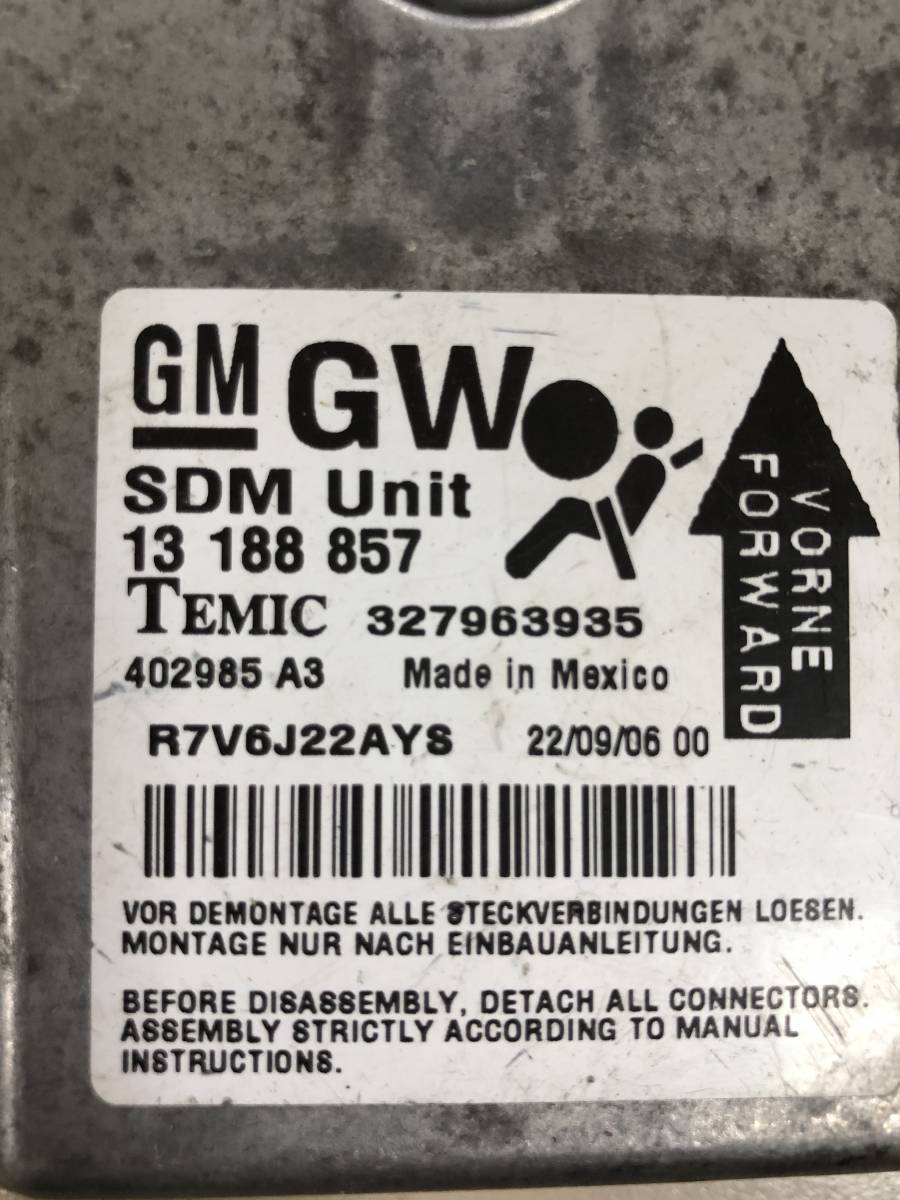 GM GW
SDM Unit
13 188 857
TEMIC 327963935
402985 A3 Made in Mexico
R7V6J22AYS 22/09/06 00
VORNE
FORWARD
VOR DEMONTAGE ALLE STECKVERBINDUNGEN LOESEN.
MONTAGE NUR NACH EINBAUANLEITUNG.
BEFORE DISASSEMBLY, DETACH ALL CONNECTORS.
ASSEMBLY STRICTLY ACCORDING TO MANUAL
INSTRUCTIONS.